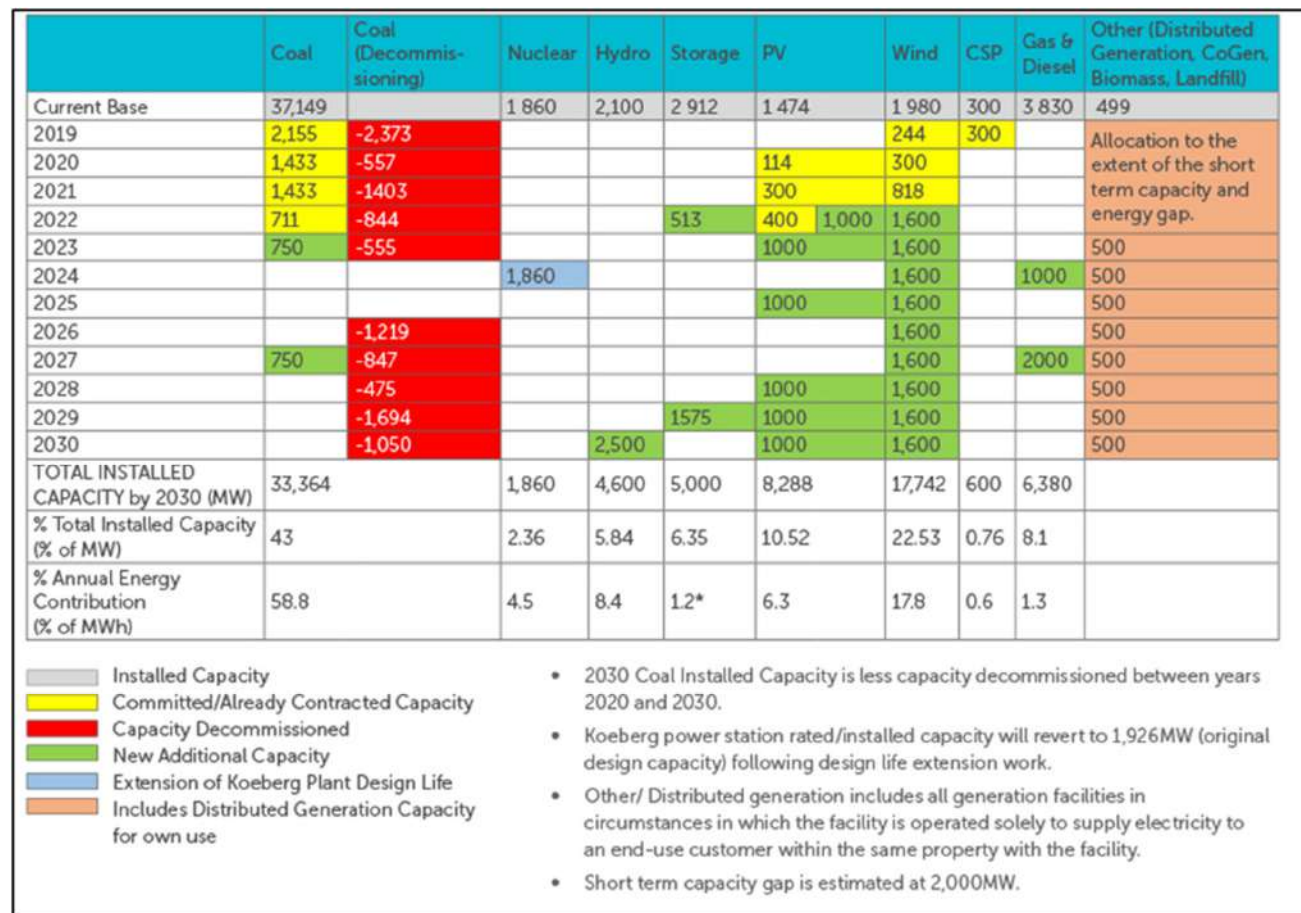 Coal Coal (Decommis- sioning) Nuclear Hydro Storage PV Wind CSP Gas & Diesel Other (Distributed Generation, CoGen, Biomass, Landfill)
Current Base 37,149 1 860 2,100 2 912 1 474 1 980 300 3 830 499
2019 2,155 -2,373 244 300 Allocation to the
2020 1,433 -557 114 300 extent of the short
2021 1,433 -1403 300 818 term capacity and
2022 711 -844 513 400 1,000 1,600 energy gap.
2023 750 -555 1000 1,600 500
2024 1,860 1,600 1000 500
2025 1000 1,600 500
2026 -1,219 1,600 500
2027 750 -847 1,600 2000 500
2028 -475 1000 1,600 500
2029 -1,694 1575 1000 1,600 500
2030 -1,050 2,500 1000 1,600 500
TOTAL INSTALLED
CAPACITY by 2030 (MW) 33,364 1,860 4,600 5,000 8,288 17,742 600 6,380
% Total Installed Capacity
(% of MW) 43 2.36 5.84 6.35 10.52 22.53 0.76 8.1
% Annual Energy
Contribution
(% of MWh) 58.8 4.5 8.4 1.2* 6.3 17.8 0.6 1.3
Installed Capacity
Committed/Already Contracted Capacity
Capacity Decommissioned
New Additional Capacity
Extension of Koeberg Plant Design Life
Includes Distributed Generation Capacity
for own use
• 2030 Coal Installed Capacity is less capacity decommissioned between years
2020 and 2030.
• Koeberg power station rated/installed capacity will revert to 1,926MW (original
design capacity) following design life extension work.
• Other/ Distributed generation includes all generation facilities in
circumstances in which the facility is operated solely to supply electricity to
an end-use customer within the same property with the facility.
• Short term capacity gap is estimated at 2,000MW.